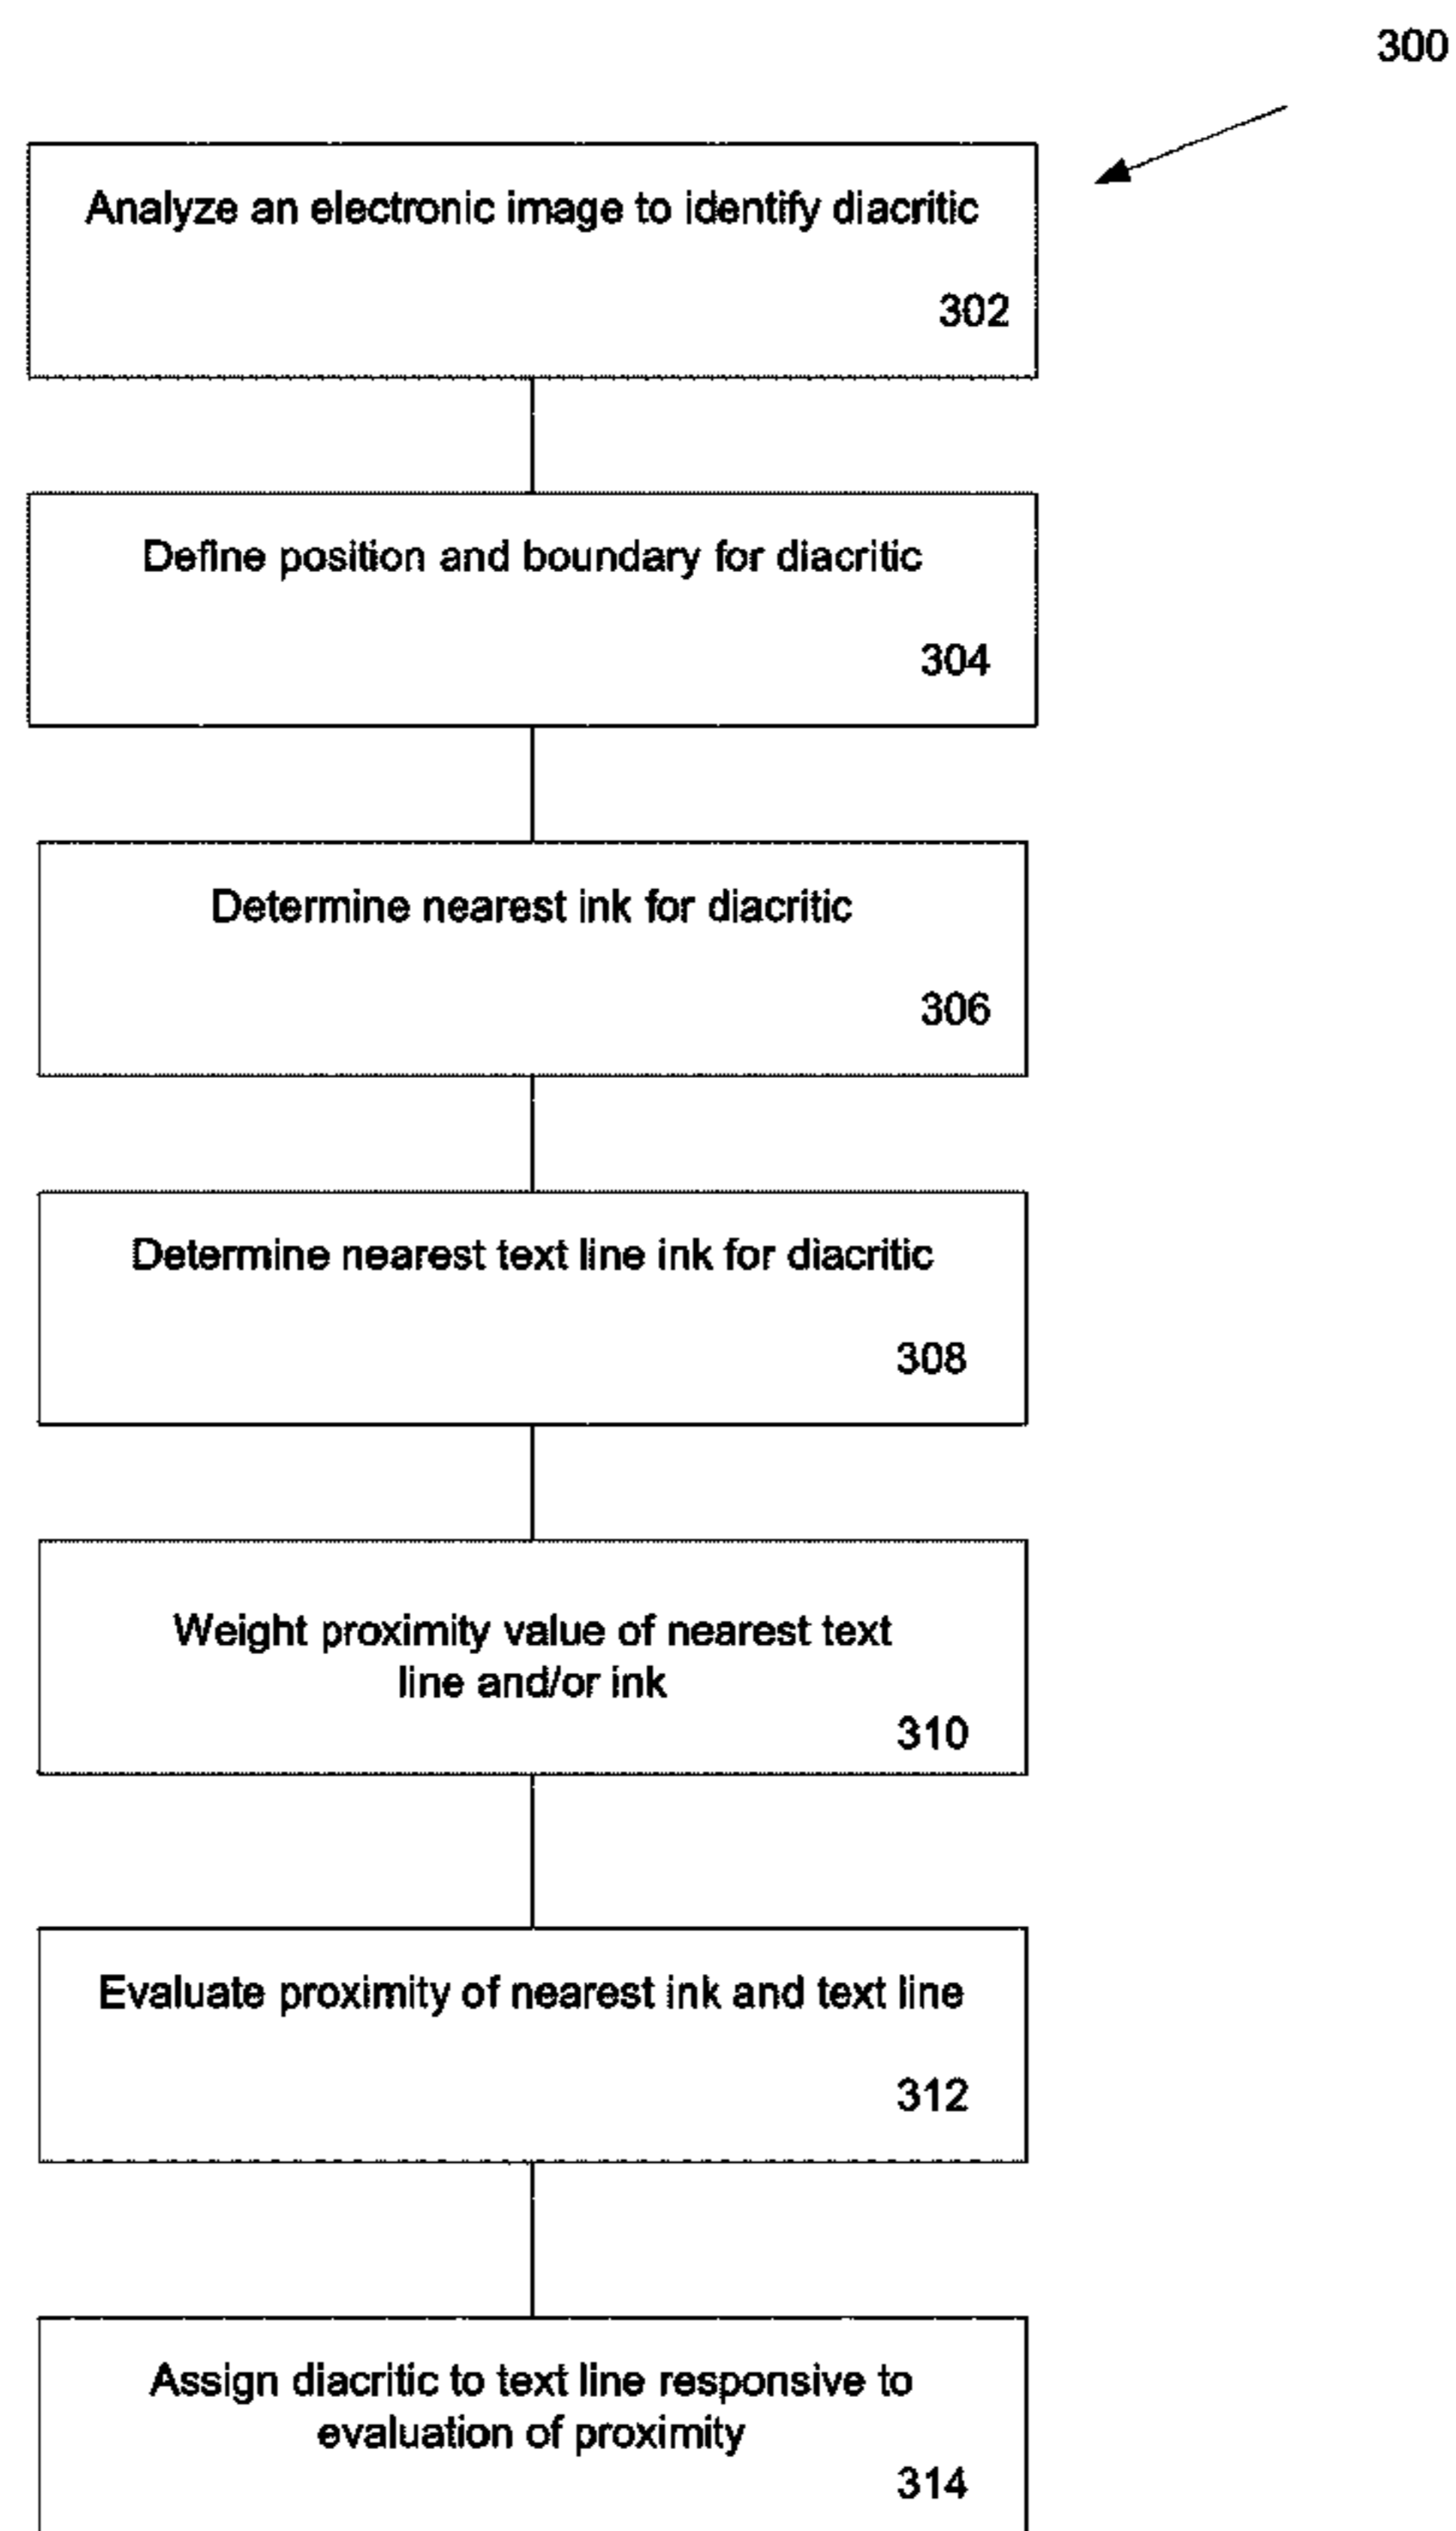 300
Analyze an electronic image to identify diacritic
302
Define position and boundary for diacritic
304
Determine nearest ink for diacritic
306
Determine nearest text line ink for diacritic
308
Weight proximity value of nearest text
line and/or ink
310
Evaluate proximity of nearest ink and text line
312
Assign diacritic to text line responsive to
evaluation of proximity
314